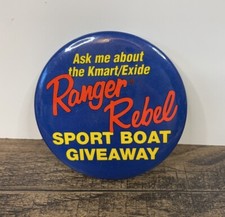 Ask me about
the Kmart/Exide
Ranger
Rebel
SPORT BOAT
GIVEAWAY